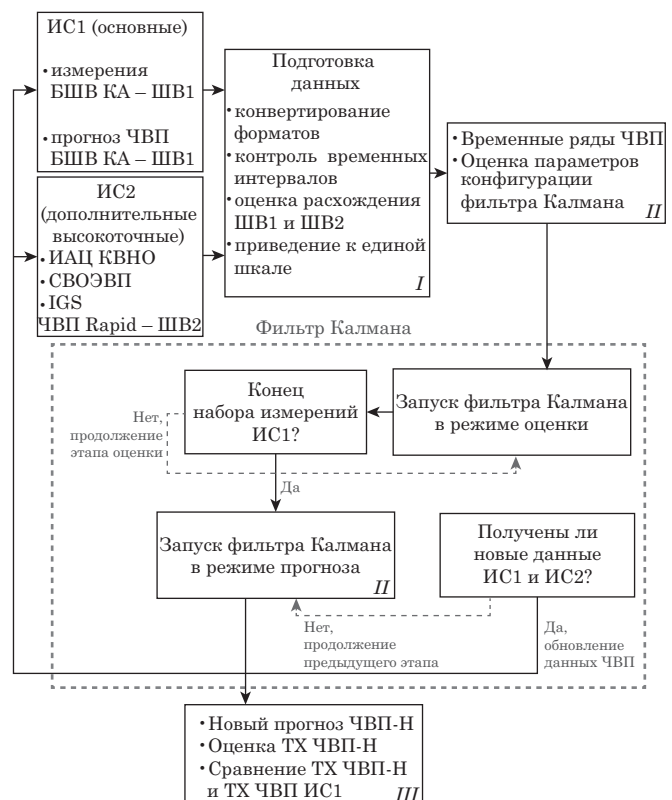 ИС1 (основные)
• измерения
БШВ КА – ШВ1
• прогноз ЧВП
БШВ КА – ШВ1
ИС2
(дополнительные
высокоточные)
• ИАЦ КВНО
• СВОЭВП
• IGS
ЧВП Rapid – ШВ2
Подготовка
данных
• конвертирование
форматов
• контроль временных
интервалов
• оценка расхождения
ШВ1 и ШВ2
• приведение к единой
шкале
I
• Временные ряды ЧВП
• Оценка параметров
конфигурации
фильтра Калмана
II
Фильтр Калмана
Конец
набора измерений
ИС1?
Запуск фильтра Калмана
в режиме оценки
Нет,
продолжение
этапа оценки
Да
Запуск фильтра Калмана
в режиме прогноза
II
Получены ли
новые данные
ИС1 и ИС2?
Нет,
продолжение
предыдущего этапа
Да,
обновление
данных ЧВП
• Новый прогноз ЧВП-Н
• Оценка ТХ ЧВП-Н
• Сравнение ТХ ЧВП-Н
и ТХ ЧВП ИС1
III